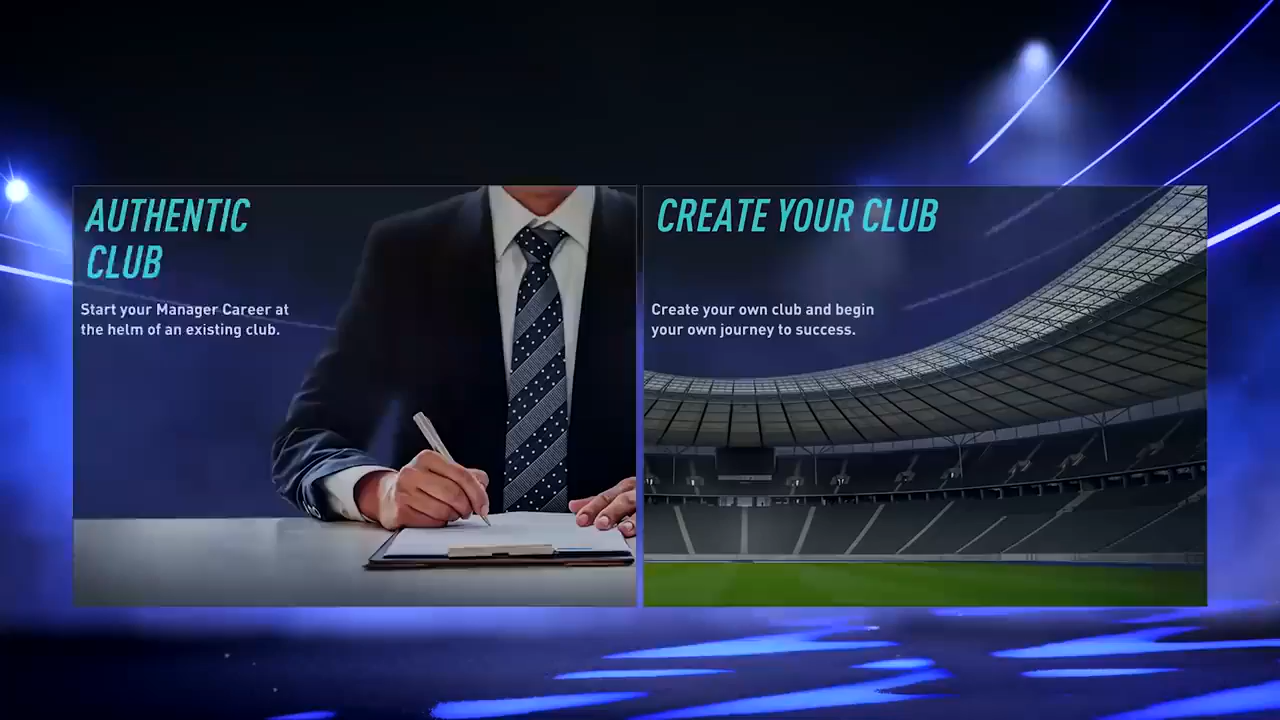 AUTHENTIC
CLUB
Start your Manager Career at
the helm of an existing club.
CREATE YOUR CLUB
Create your own club and begin
your own journey to success.